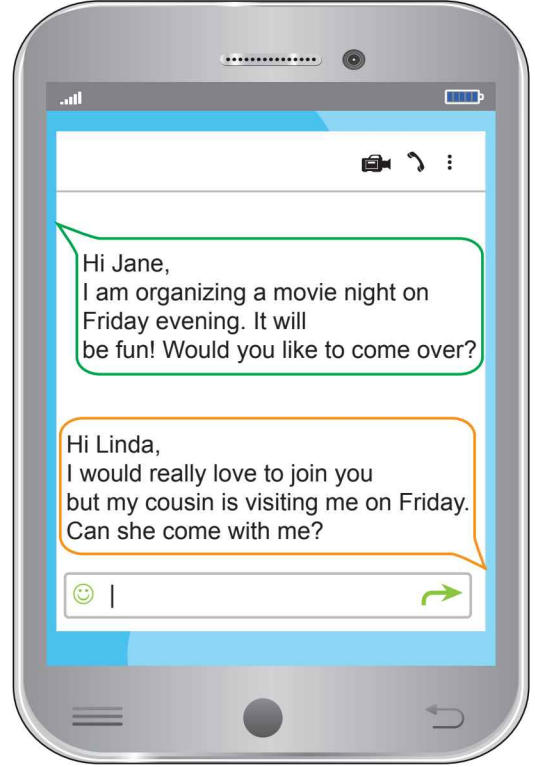 Hi Jane,
I am organizing a movie night on
Friday evening. It will
be fun! Would you like to come over?
Hi Linda,
I would really love to join you
but my cousin is visiting me on Friday.
Can she come with me?